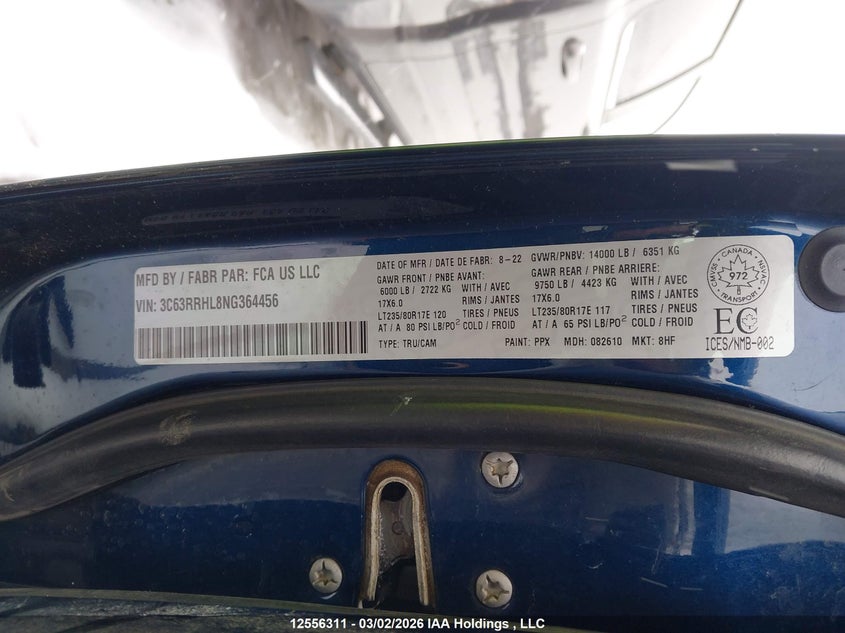 MFD BY / FABR PAR: FCA US LLC
VIN: 3C63RRHL8NG364456
DATE OF MFR / DATE DE FABR: 8-22 GVWR/PNBV: 14000 LB / 6351 KG
GAWR FRONT / PNBE AVANT:
6000 LB / 2722 KG WITH / AVEC
17X6.0 RIMS / JANTES
LT235/80R17E 120 TIRES / PNEUS
AT / A 80 PSI LB/PO² COLD / FROID
TYPE: TRU/CAM
GAWR REAR / PNBE ARRIERE:
9750 LB / 4423 KG WITH / AVEC
17X6.0 RIMS / JANTES
LT235/80R17E 117 TIRES / PNEUS
AT / A 65 PSI LB/PO² COLD / FROID
PAINT: PPX MDH: 082610 MKT: 8HF
CANADA
CMVSS NSVAC
972
8
TRANSPORT
EC
ICES/NMB-002
12556311 - 03/02/2026 IAA Holdings , LLC